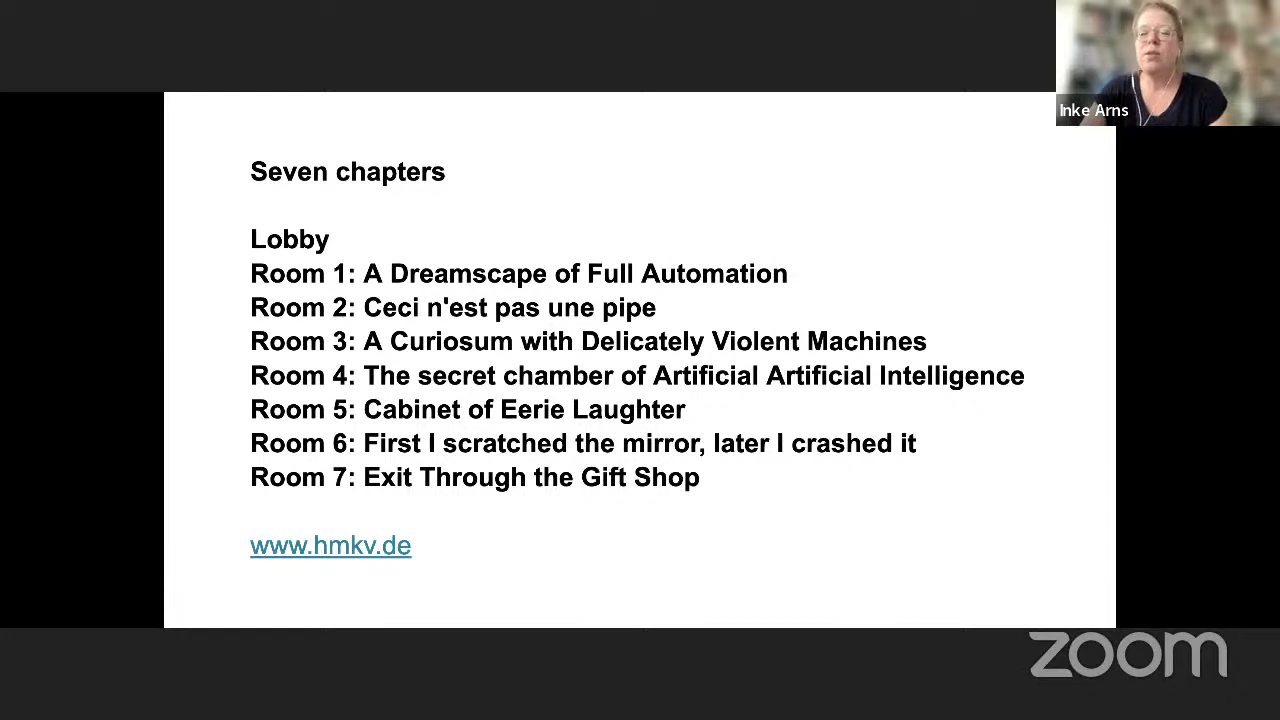 Inke Arns
Seven chapters
Lobby
Room 1: A Dreamscape of Full Automation
Room 2: Ceci n'est pas une pipe
Room 3: A Curiosum with Delicately Violent Machines
Room 4: The secret chamber of Artificial Artificial Intelligence
Room 5: Cabinet of Eerie Laughter
Room 6: First I scratched the mirror, later I crashed it
Room 7: Exit Through the Gift Shop
www.hmkv.de
zoom